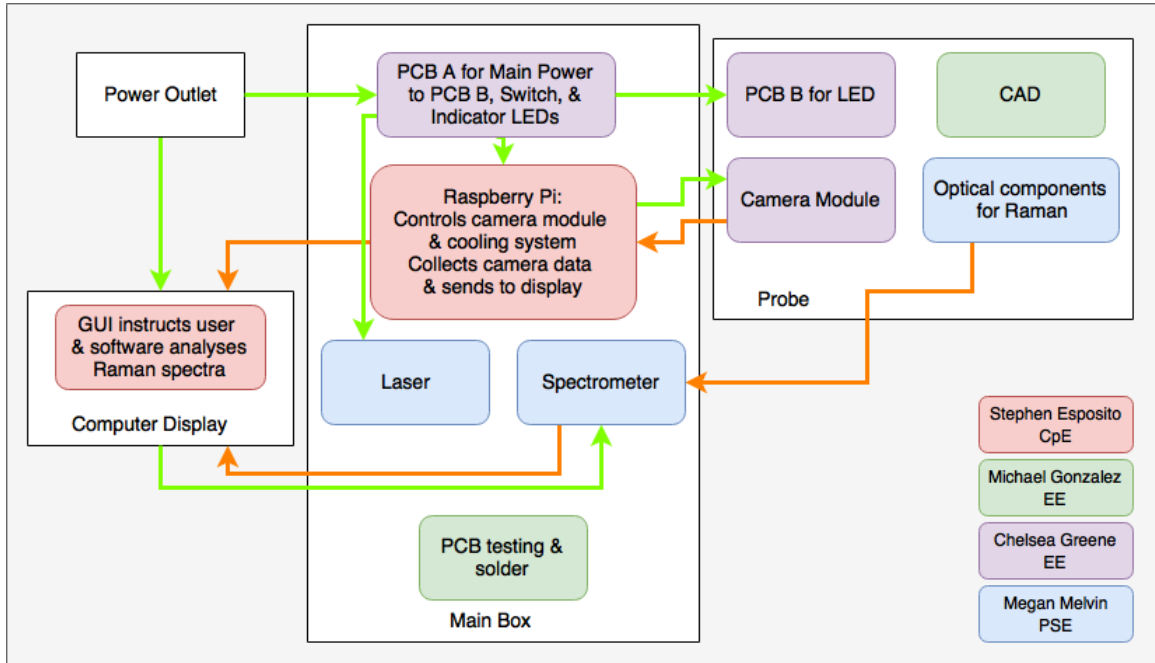 Power Outlet
PCB A for Main Power
to PCB B, Switch, &
Indicator LEDs
PCB B for LED
CAD
Raspberry Pi:
Controls camera module
& cooling system
Collects camera data
& sends to display
Camera Module
Optical components
for Raman
Probe
GUI instructs user
& software analyses
Raman spectra
Computer Display
Laser
Spectrometer
PCB testing &
solder
Main Box
Stephen Esposito
CpE
Michael Gonzalez
EE
Chelsea Greene
EE
Megan Melvin
PSE